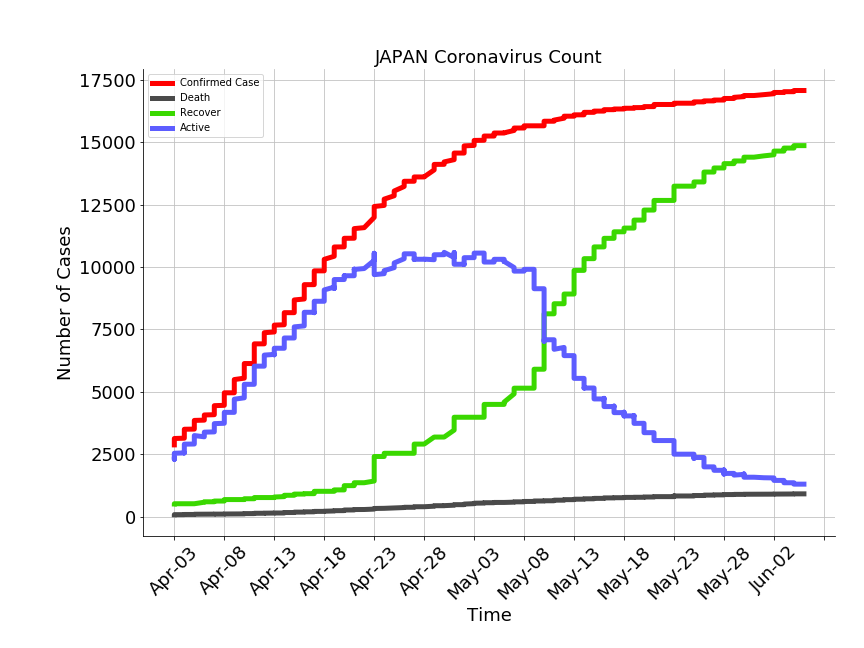 JAPAN Coronavirus Count
Confirmed Case
Death
Recover
Active
Number of Cases
17500
15000
12500
10000
7500
5000
2500
0
Apr-03
Apr-08
Apr-13
Apr-18
Apr-23
Apr-28
May-03
May-08
May-13
May-18
May-23
May-28
Jun-02
Time